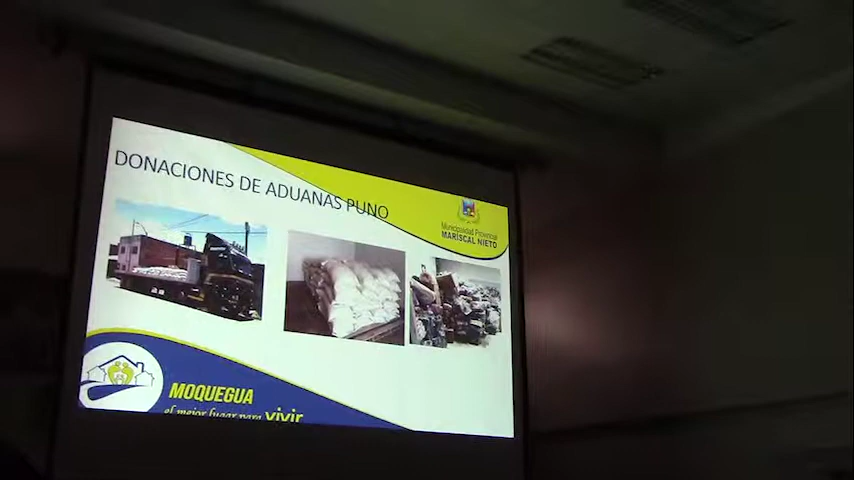 DONACIONES DE ADUANAS PUNO
Municipalidad Provincial
MARISCAL NIETO
MOQUEGUA
el mejor lugar para vivir